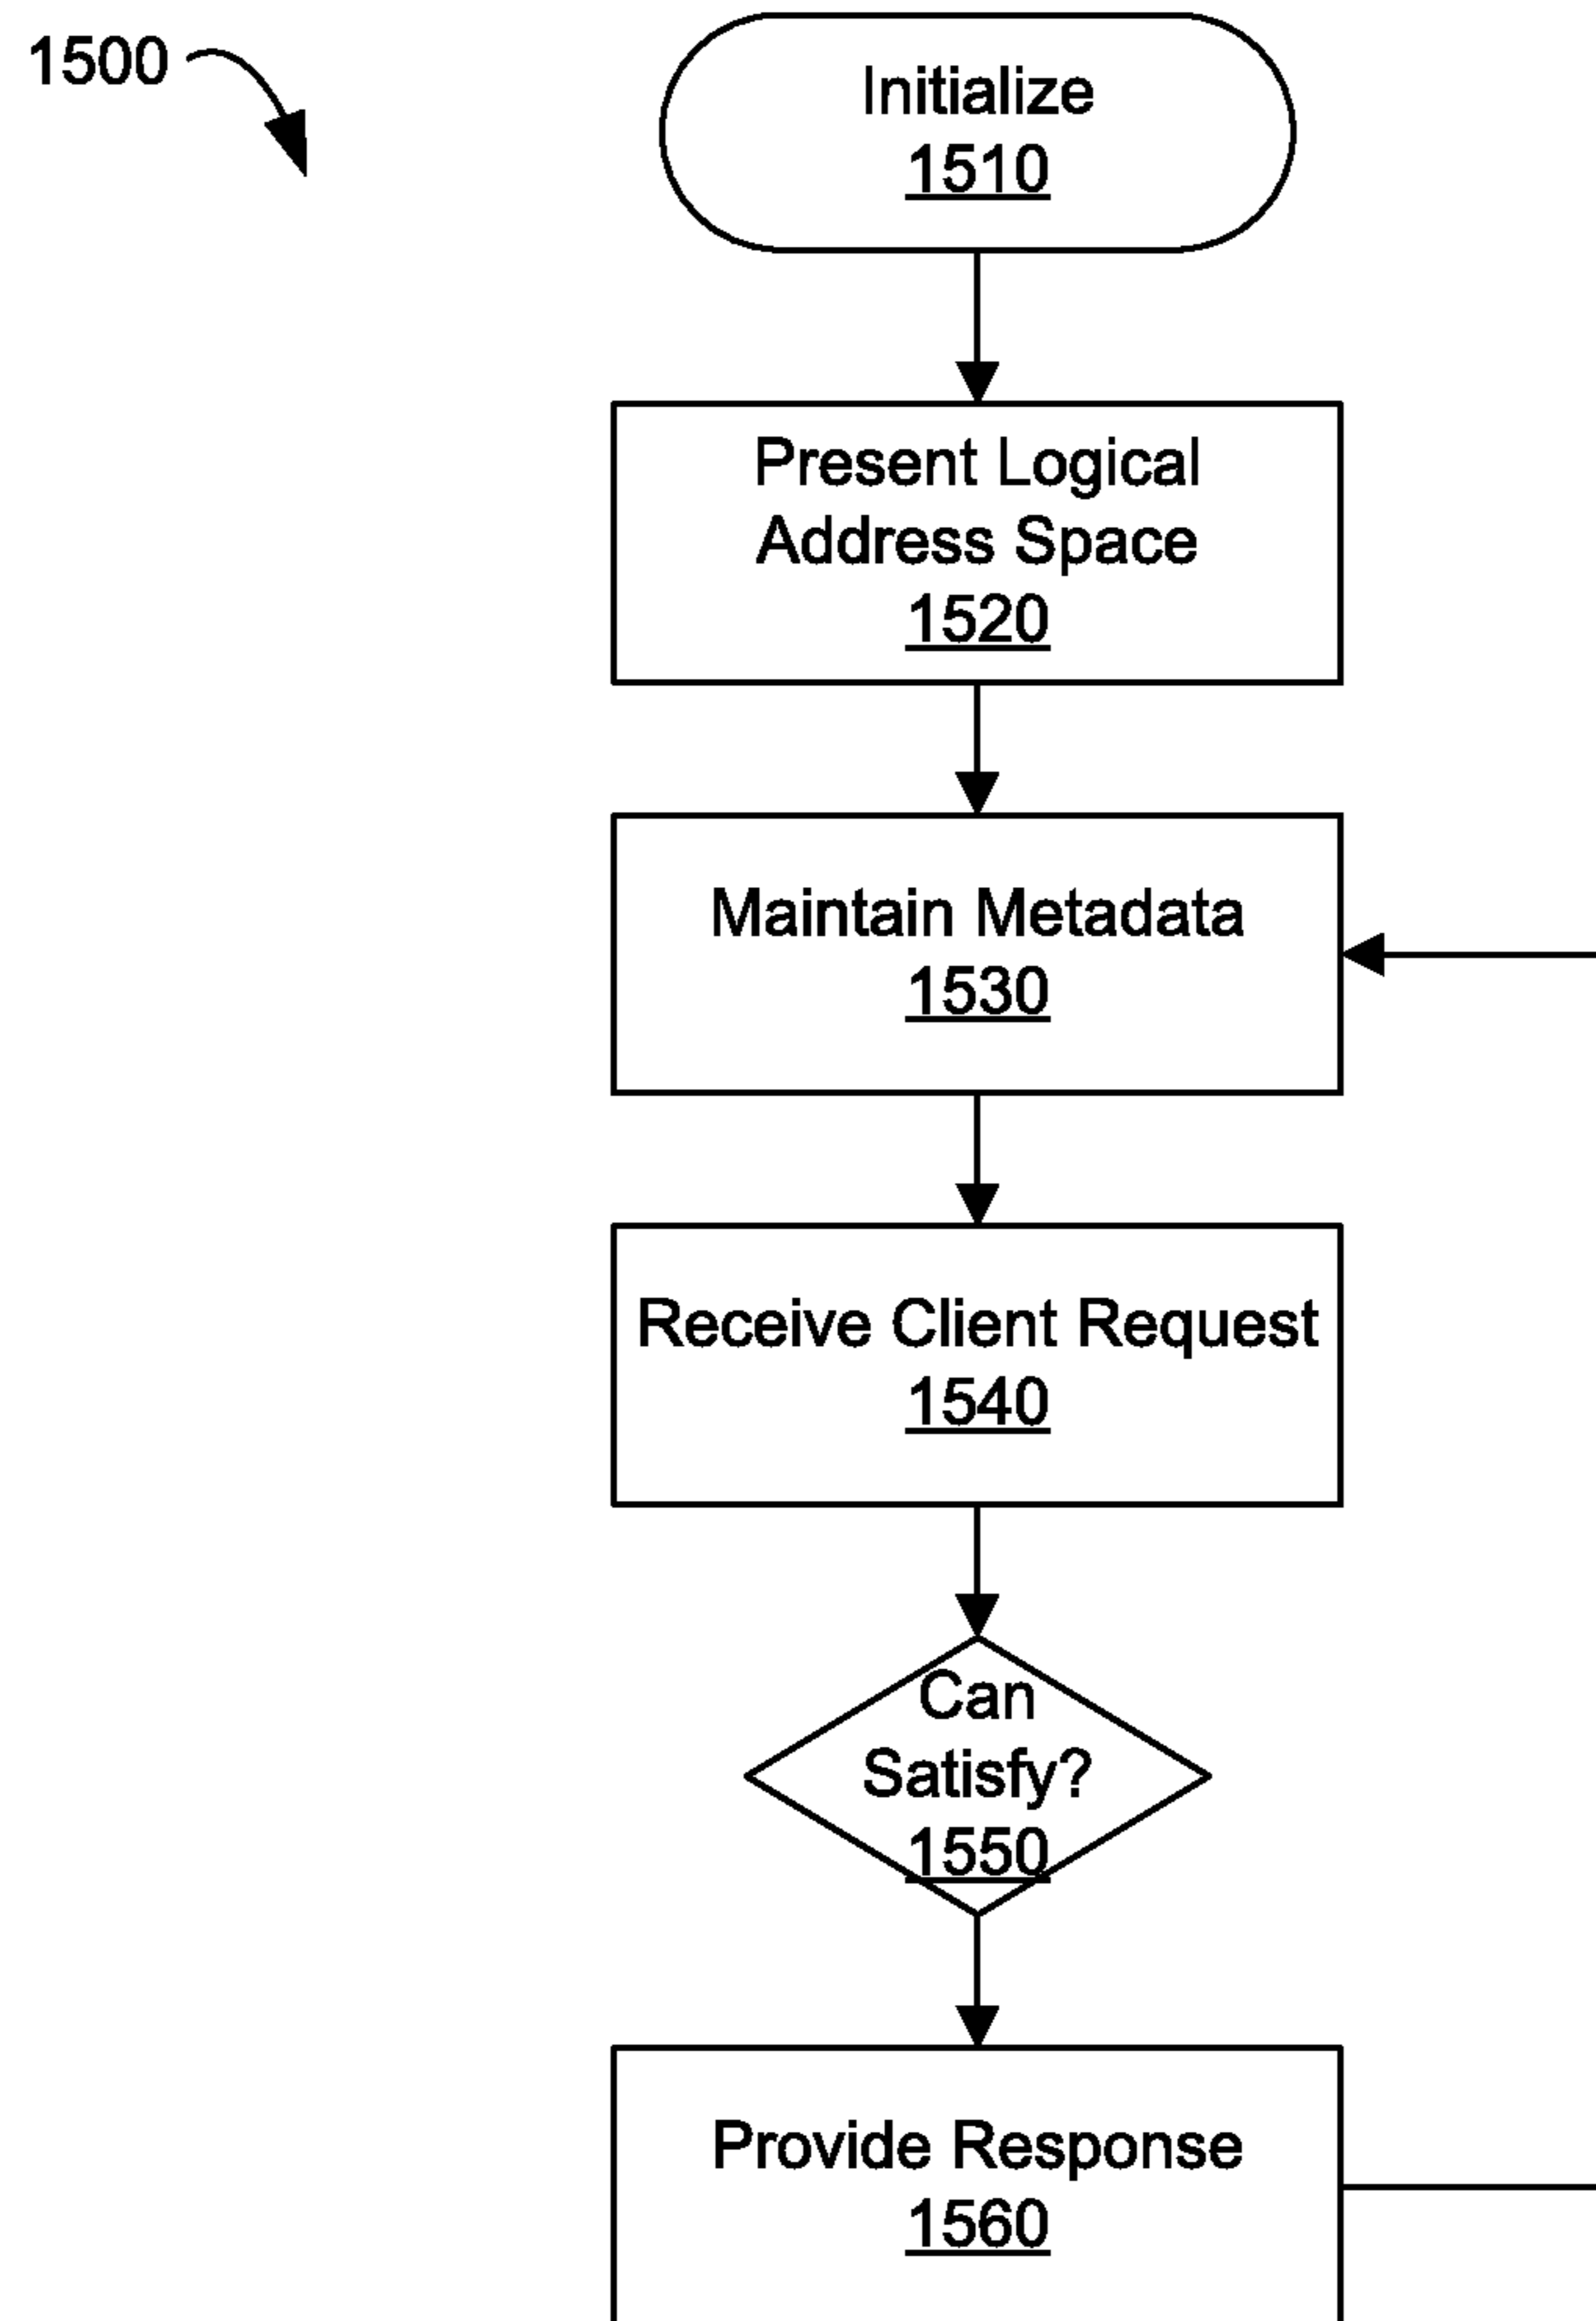 1500
Initialize
1510
Present Logical
Address Space
1520
Maintain Metadata
1530
Receive Client Request
1540
Can
Satisfy?
1550
Provide Response
1560